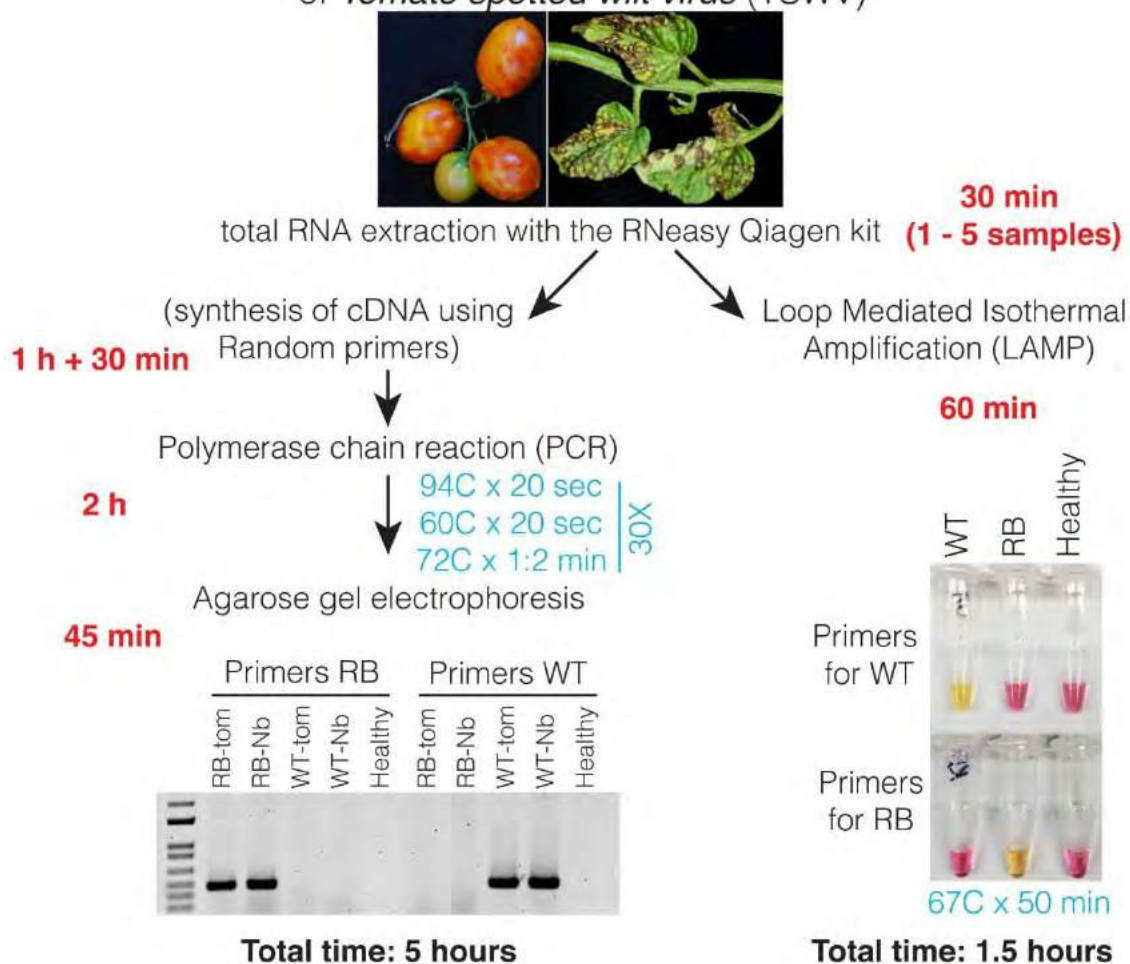 of Tomato spotted wilt virus (TSWV)
total RNA extraction with the RNeasy Qiagen kit
30 min
(1 - 5 samples)
(synthesis of cDNA using
Random primers)
1 h + 30 min
Polymerase chain reaction (PCR)
2 h
94C x 20 sec
60C x 20 sec
72C x 1:2 min
30X
Agarose gel electrophoresis
45 min
Primers RB
Primers WT
RB-tom
RB-Nb
WT-tom
WT-Nb
Healthy
RB-tom
RB-Nb
WT-tom
WT-Nb
Healthy
Total time: 5 hours
Loop Mediated Isothermal
Amplification (LAMP)
60 min
WT
RB
Healthy
Primers
for WT
Primers
for RB
67C x 50 min
Total time: 1.5 hours